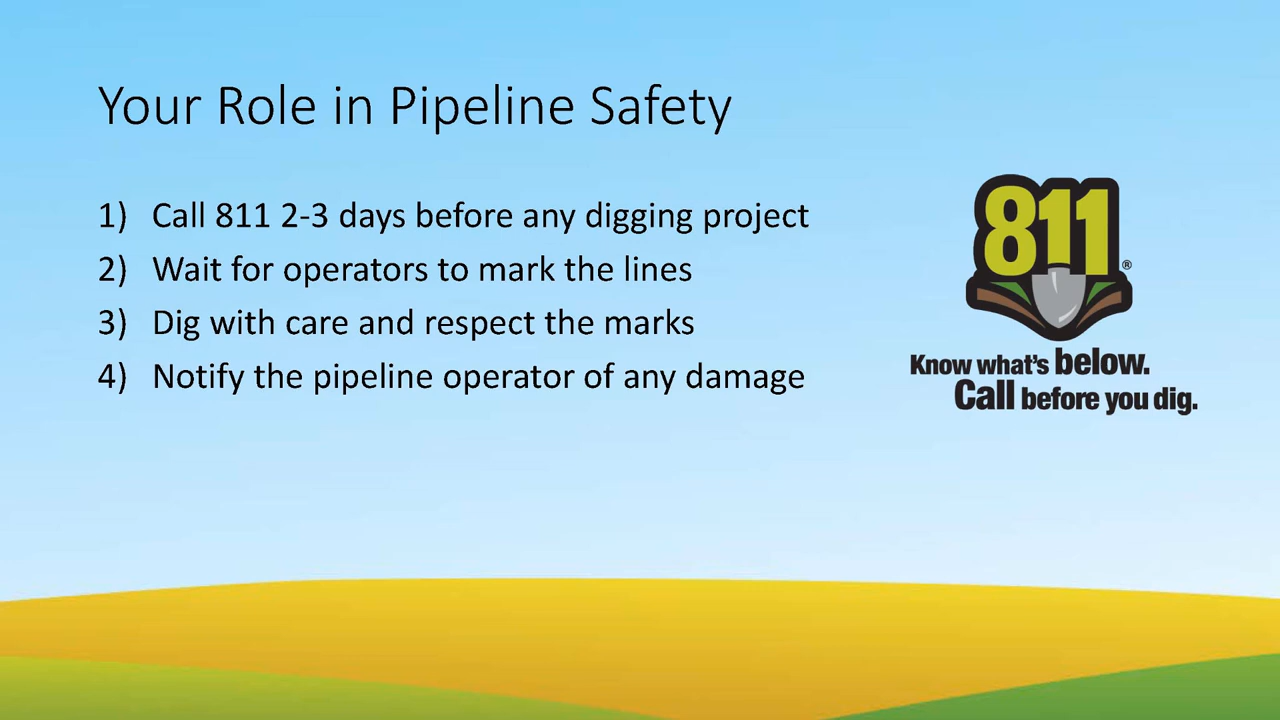 Your Role in Pipeline Safety
1) Call 811 2-3 days before any digging project
2) Wait for operators to mark the lines
3) Dig with care and respect the marks
4) Notify the pipeline operator of any damage
811®
Know what's below.
Call before you dig.